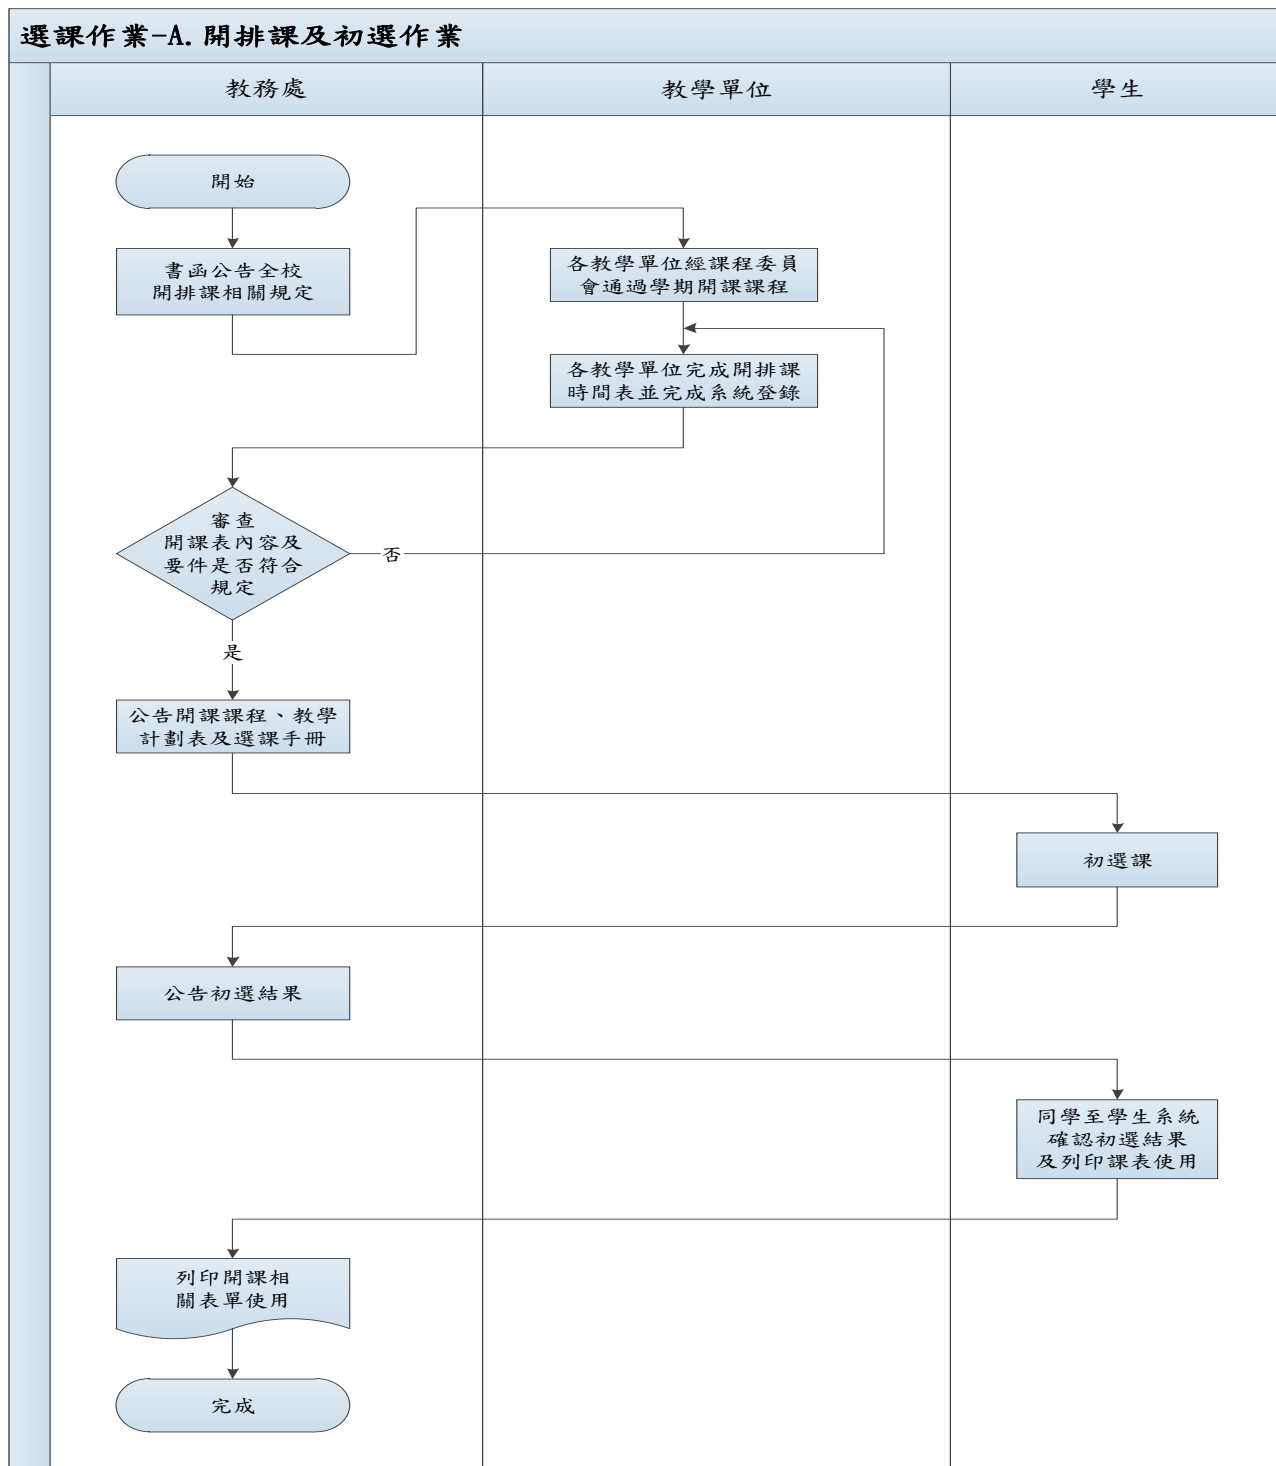 選課作業-A.開排課及初選作業
教務處
教學單位
學生
開始
書函公告全校
開排課相關規定
各教學單位經課程委員
會通過學期開課課程
各教學單位完成開排課
時間表並完成系統登錄
審查
開課表內容及
要件是否符合
規定
否
是
公告開課課程、教學
計劃表及選課手冊
初選課
公告初選結果
同學至學生系統
確認初選結果
及列印課表使用
列印開課相
關表單使用
完成